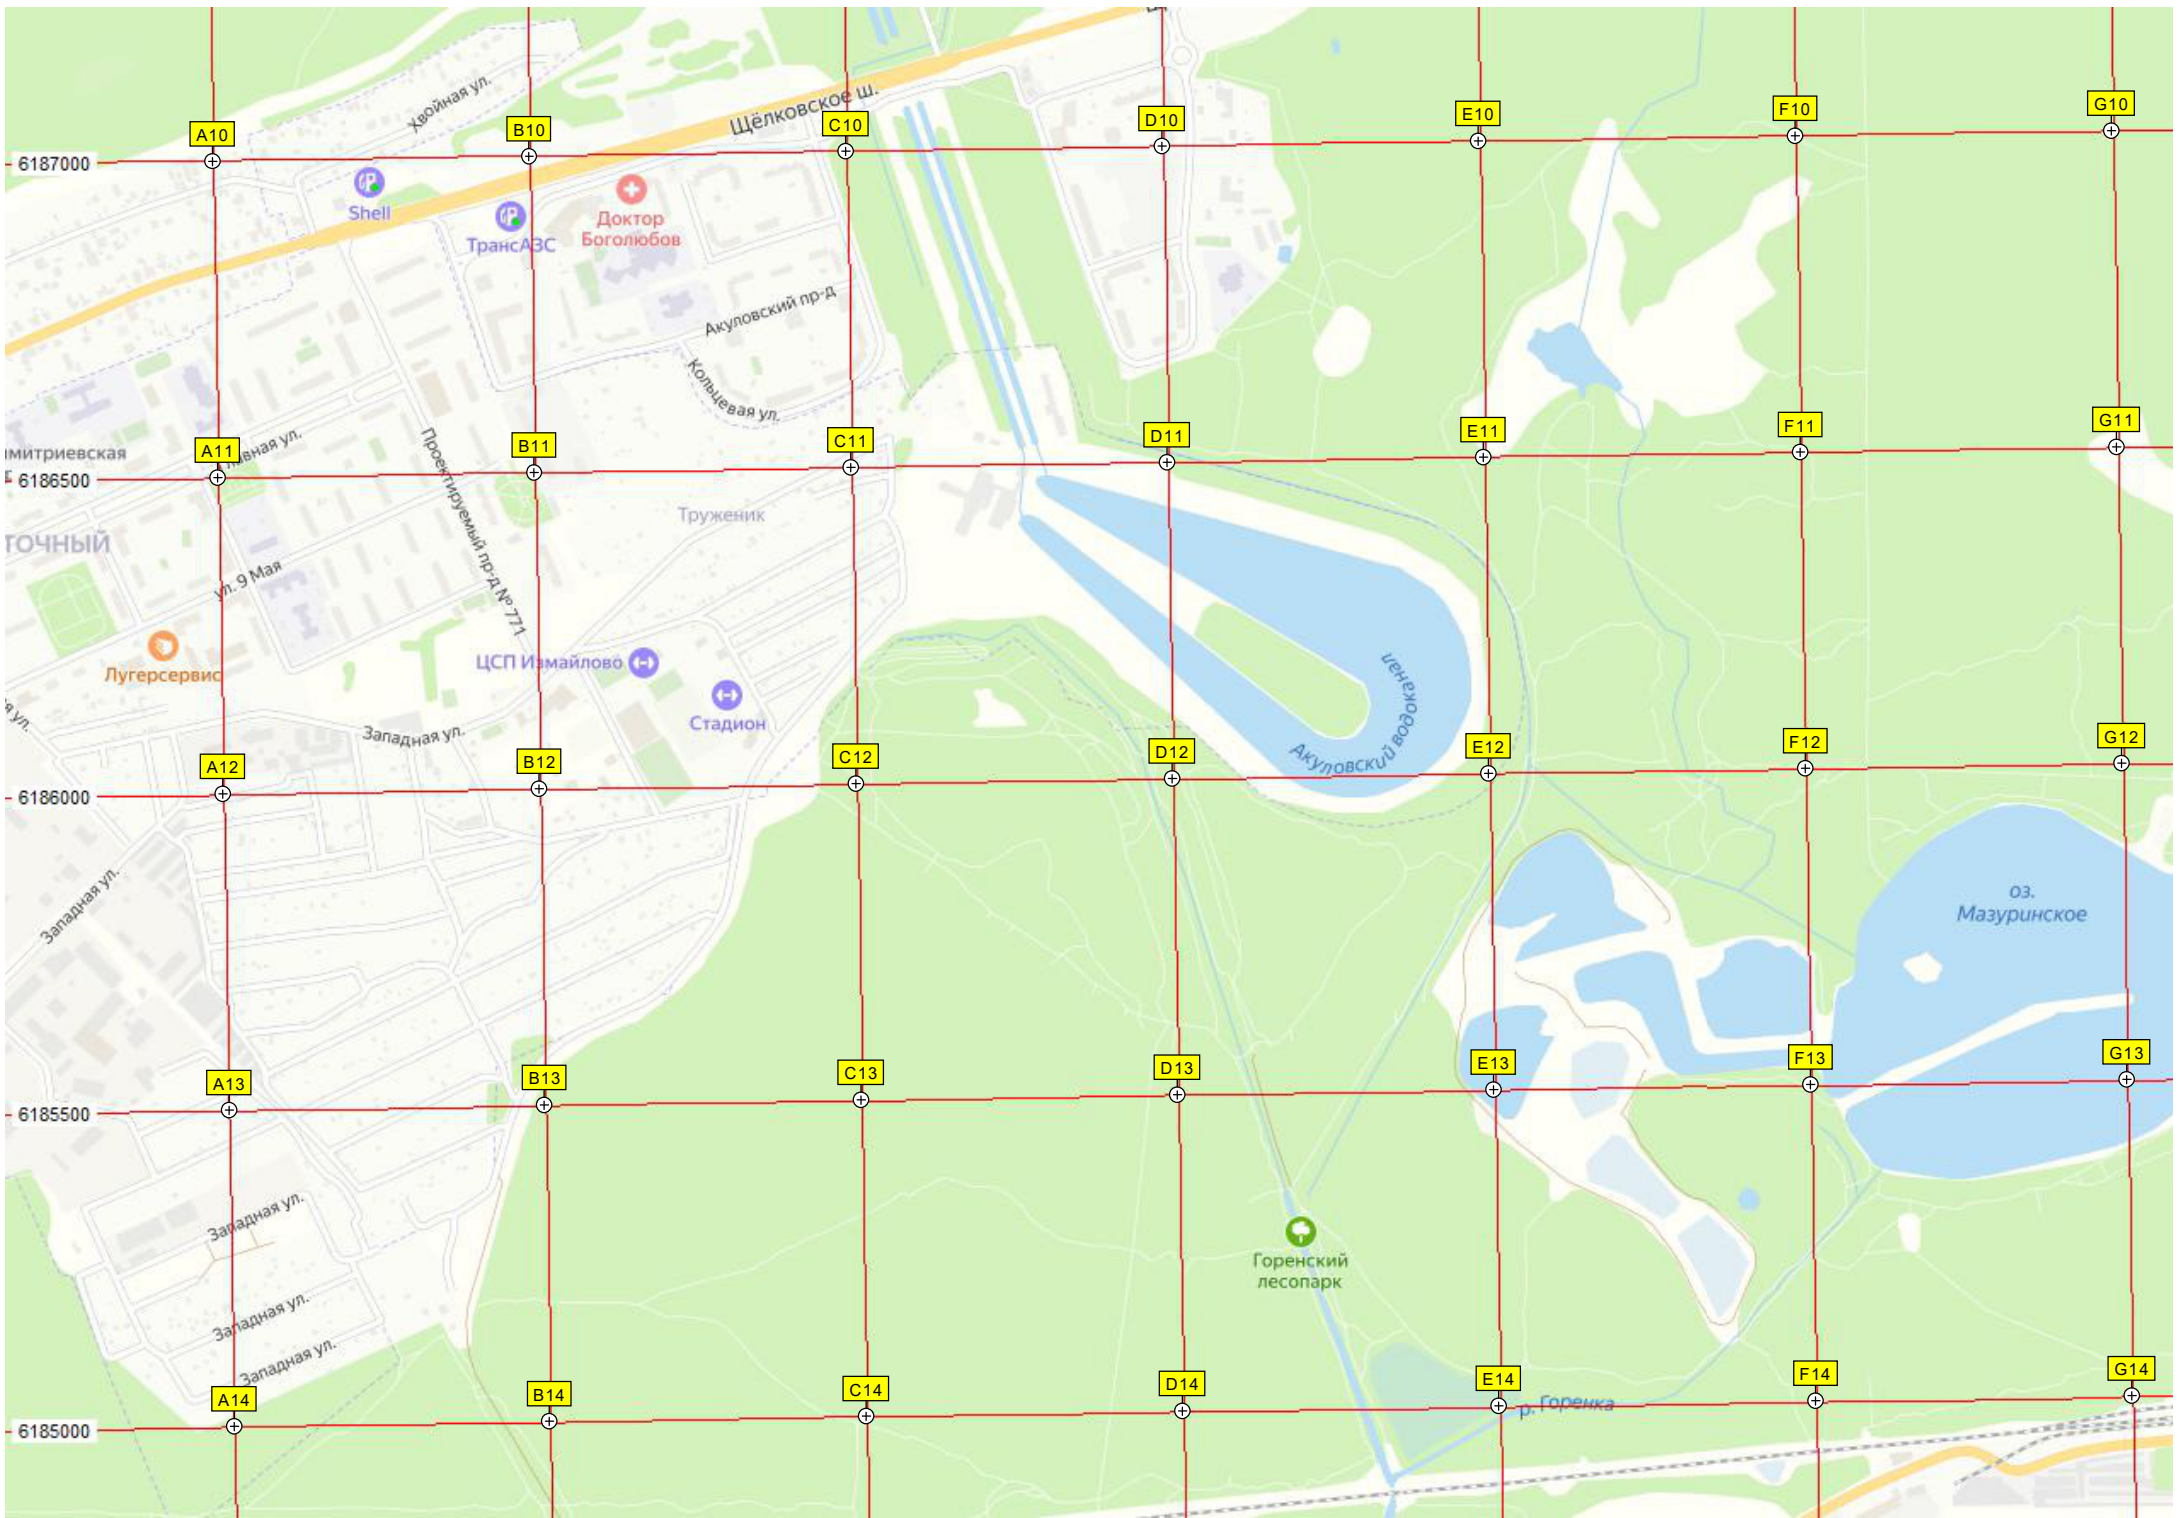 Хвойная ул.
Щёлковское ш.
A10
B10
C10
D10
E10
F10
G10
6187000
Shell
ТрансАЗС
Доктор
Боголюбов
Акуловский пр-д
Кольцевая ул.
Главная ул.
митриевская
A11
B11
C11
D11
E11
F11
G11
6186500
Проектируемый пр-д № 771
Труженик
ТОЧНЫЙ
ул. 9 Мая
Лугерсервис
ЦСП Измайлово
Стадион
Западная ул.
я ул.
Акуловский водоканал
A12
B12
C12
D12
E12
F12
G12
6186000
Западная ул.
оз.
Мазуринское
A13
B13
C13
D13
E13
F13
G13
6185500
Западная ул.
Горенский
лесопарк
Западная ул.
Западная ул.
A14
B14
C14
D14
E14
F14
G14
р. Горенка
6185000